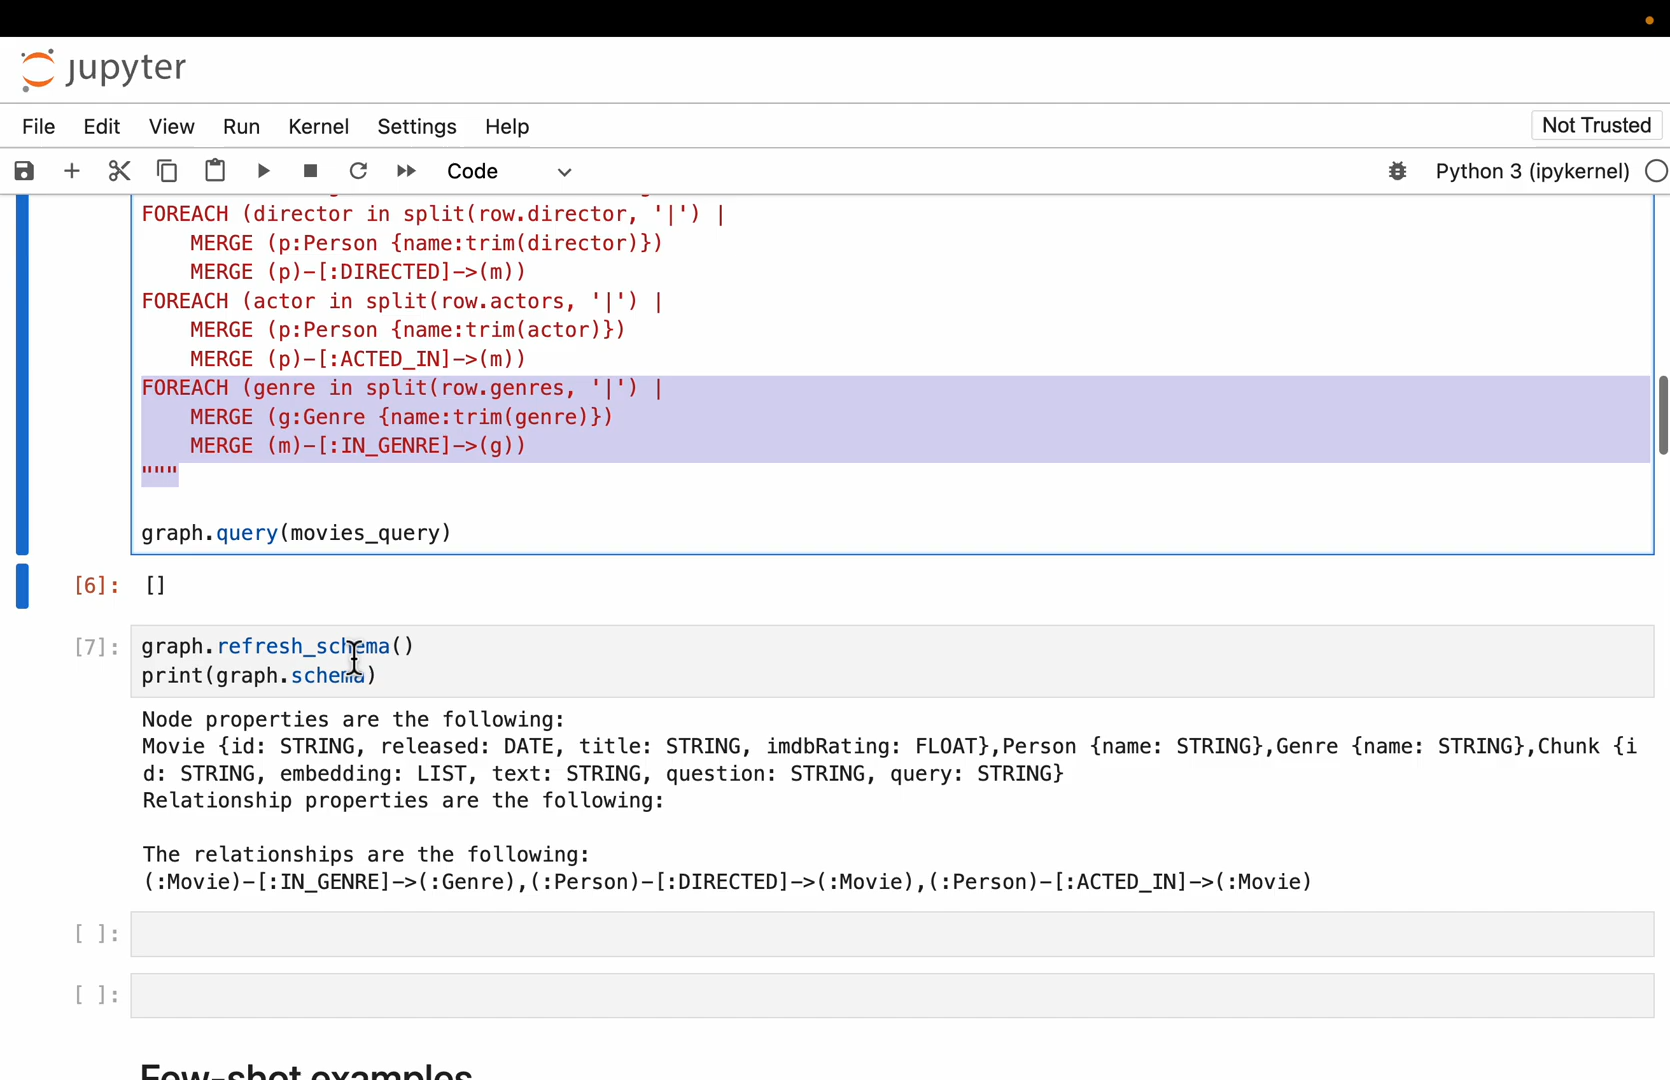 jupyter
File Edit View Run Kernel Settings Help
Not Trusted
Code
Python 3 (ipykernel)
FOREACH (director in split(row.director, '|') |
    MERGE (p:Person {name:trim(director)})
    MERGE (p)-[:DIRECTED]->(m))
FOREACH (actor in split(row.actors, '|') |
    MERGE (p:Person {name:trim(actor)})
    MERGE (p)-[:ACTED_IN]->(m))
FOREACH (genre in split(row.genres, '|') |
    MERGE (g:Genre {name:trim(genre)})
    MERGE (m)-[:IN_GENRE]->(g))
"""
graph.query(movies_query)
[6]: []
[7]: graph.refresh_schema()
print(graph.schema)
Node properties are the following:
Movie {id: STRING, released: DATE, title: STRING, imdbRating: FLOAT},Person {name: STRING},Genre {name: STRING},Chunk {i
d: STRING, embedding: LIST, text: STRING, question: STRING, query: STRING}
Relationship properties are the following:
The relationships are the following:
(:Movie)-[:IN_GENRE]->(:Genre),(:Person)-[:DIRECTED]->(:Movie),(:Person)-[:ACTED_IN]->(:Movie)
[ ]:
[ ]:
Few-shot examples